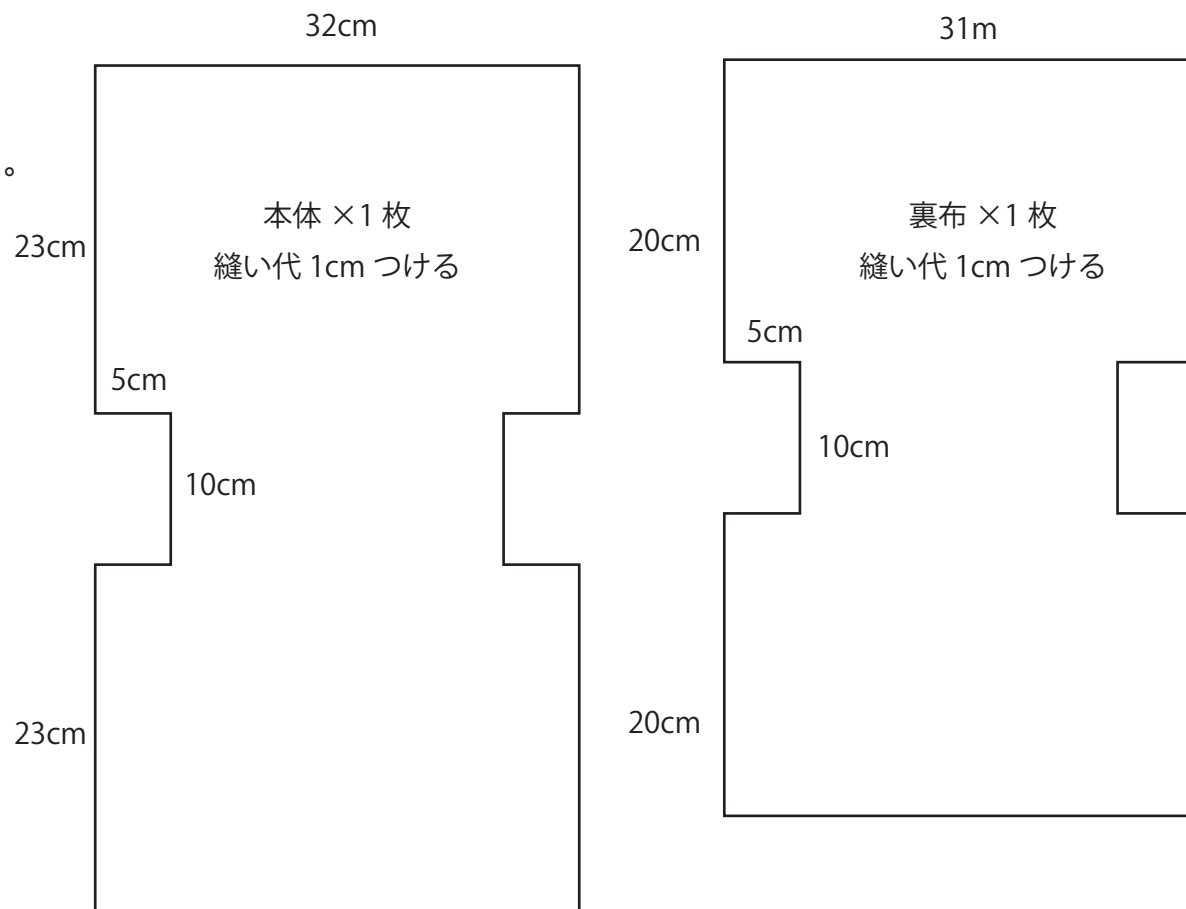 32cm
。
23cm
本体 ×1 枚
縫い代 1cm つける
5cm
10cm
23cm
31m
20cm
裏布 ×1 枚
縫い代 1cm つける
5cm
10cm
20cm